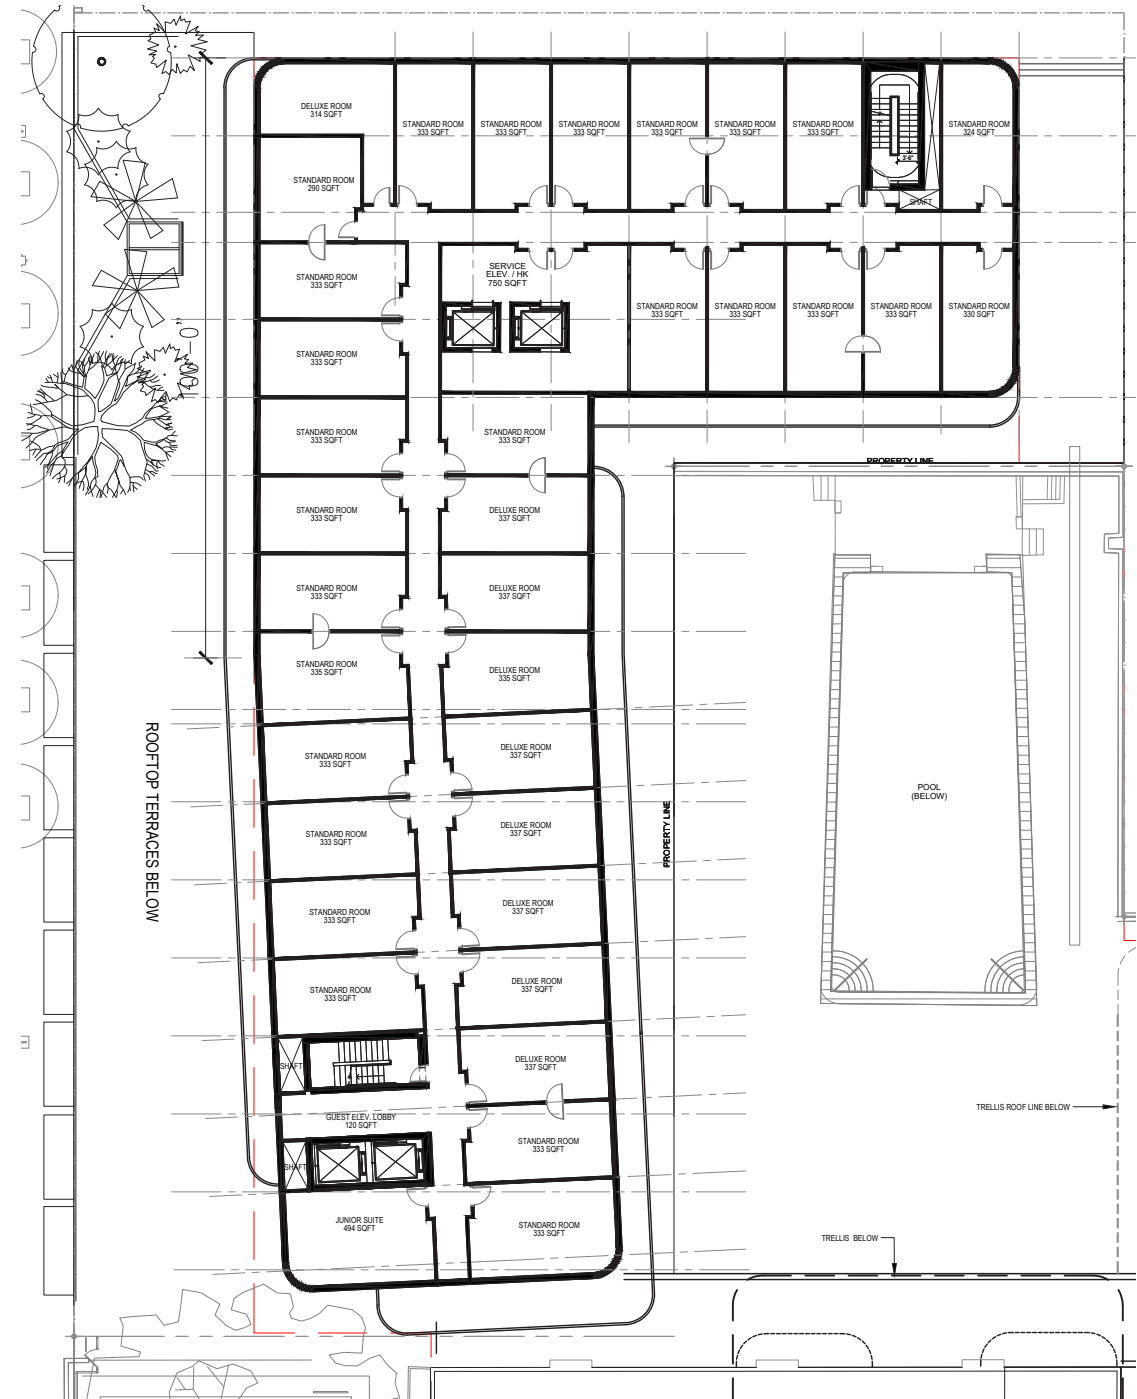 DELUXE ROOM
314 SQFT
STANDARD ROOM
333 SQFT
STANDARD ROOM
333 SQFT
STANDARD ROOM
333 SQFT
STANDARD ROOM
333 SQFT
STANDARD ROOM
333 SQFT
STANDARD ROOM
333 SQFT
3'-6"
STANDARD ROOM
324 SQFT
STANDARD ROOM
290 SQFT
SHAFT
STANDARD ROOM
333 SQFT
SERVICE
ELEV. / HK
750 SQFT
STANDARD ROOM
333 SQFT
STANDARD ROOM
333 SQFT
STANDARD ROOM
333 SQFT
STANDARD ROOM
333 SQFT
STANDARD ROOM
330 SQFT
STANDARD ROOM
333 SQFT
STANDARD ROOM
333 SQFT
STANDARD ROOM
333 SQFT
PROPERTY LINE
STANDARD ROOM
333 SQFT
DELUXE ROOM
337 SQFT
STANDARD ROOM
333 SQFT
DELUXE ROOM
337 SQFT
STANDARD ROOM
335 SQFT
DELUXE ROOM
335 SQFT
ROOFTOP TERRACES BELOW
STANDARD ROOM
333 SQFT
DELUXE ROOM
337 SQFT
POOL
(BELOW)
PROPERTY LINE
STANDARD ROOM
333 SQFT
DELUXE ROOM
337 SQFT
STANDARD ROOM
333 SQFT
DELUXE ROOM
337 SQFT
STANDARD ROOM
333 SQFT
DELUXE ROOM
337 SQFT
SHAFT
DELUXE ROOM
337 SQFT
TRELLIS ROOF LINE BELOW
GUEST ELEV. LOBBY
120 SQFT
STANDARD ROOM
333 SQFT
SHAFT
JUNIOR SUITE
494 SQFT
STANDARD ROOM
333 SQFT
TRELLIS BELOW